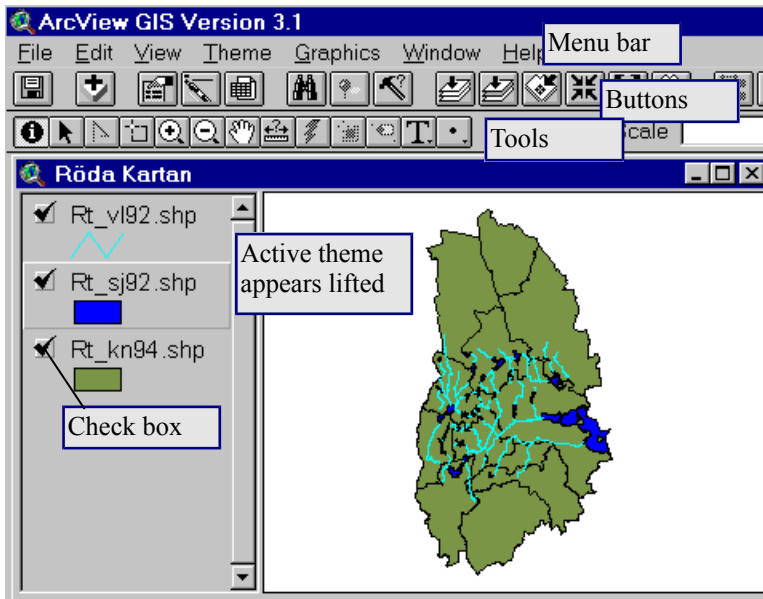 ArcView GIS Version 3.1
File Edit View Theme Graphics Window Help
Menu bar
Buttons
Tools
Scale
Röda Kartan
Rt_vl92.shp
Active theme
appears lifted
Rt_sj92.shp
Rt_kn94.shp
Check box